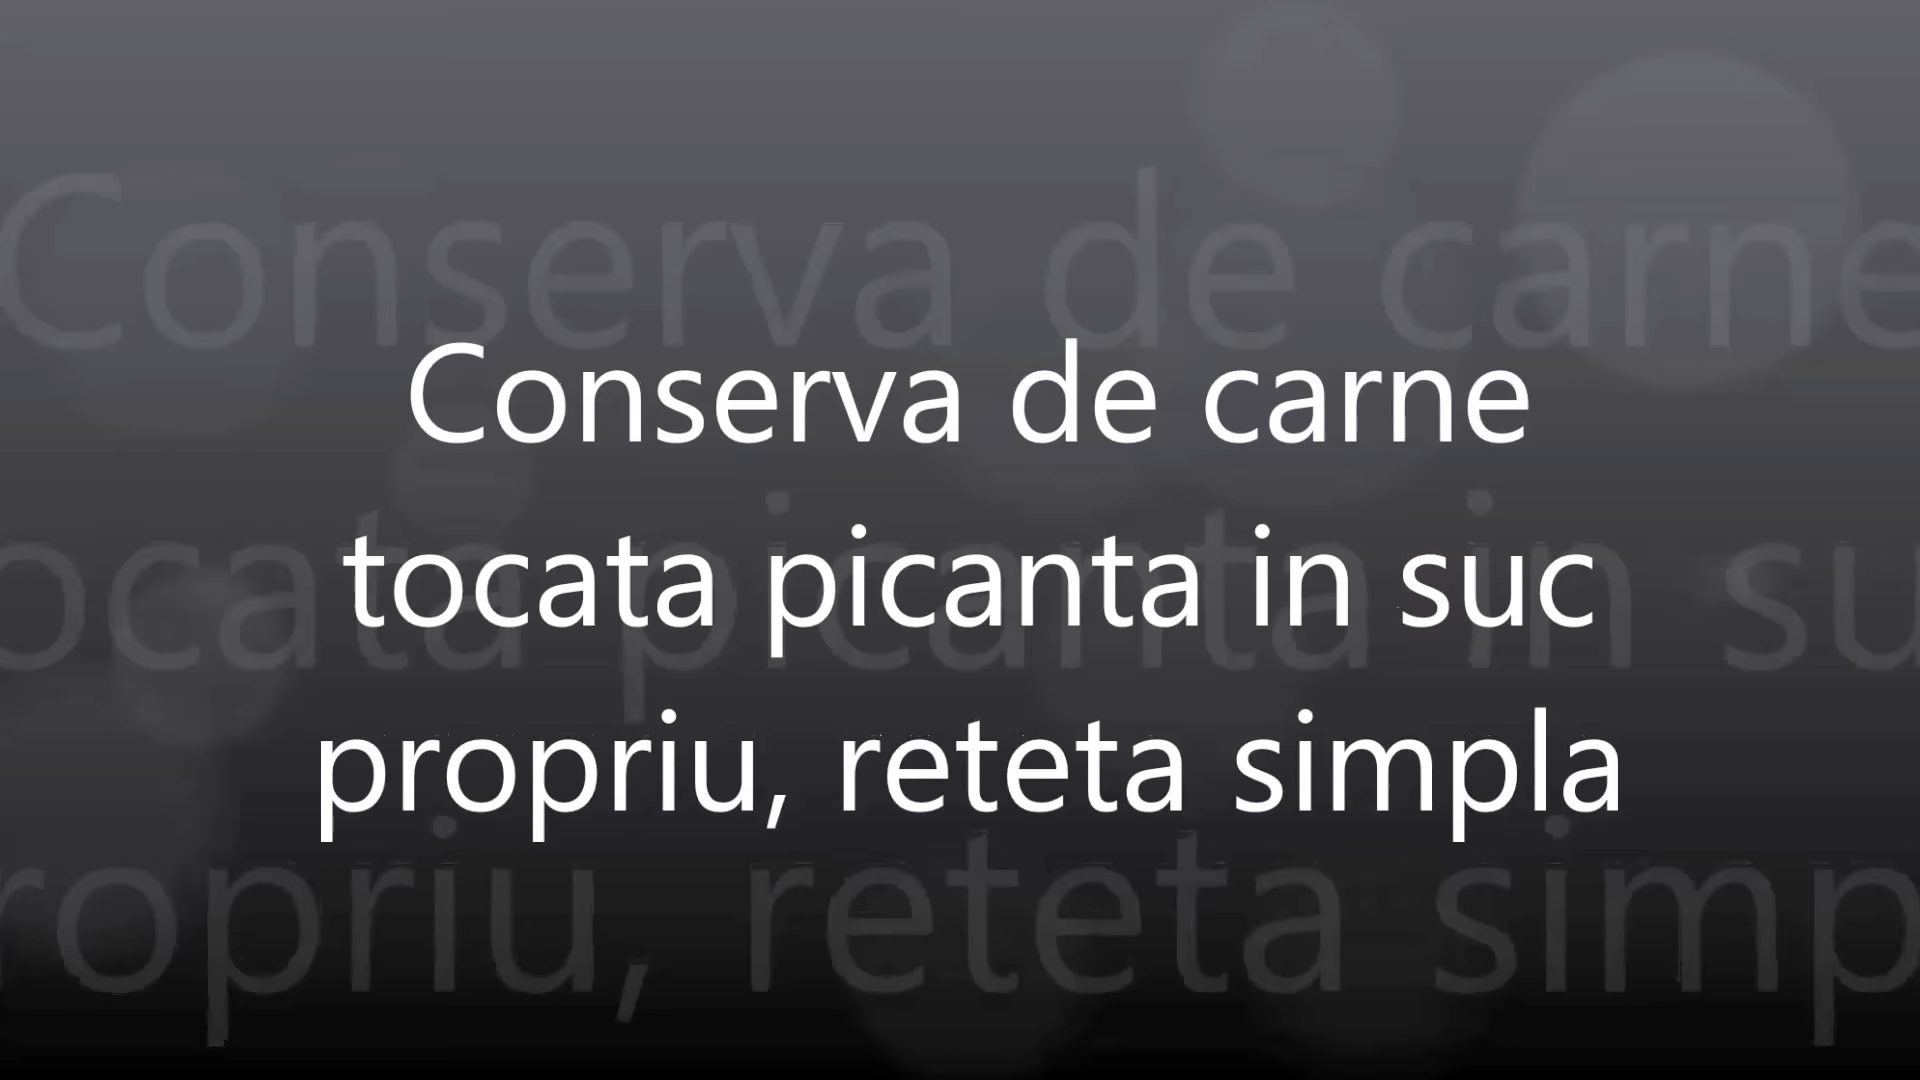 Conserva de carne
tocata picanta in suc
propriu, reteta simpla